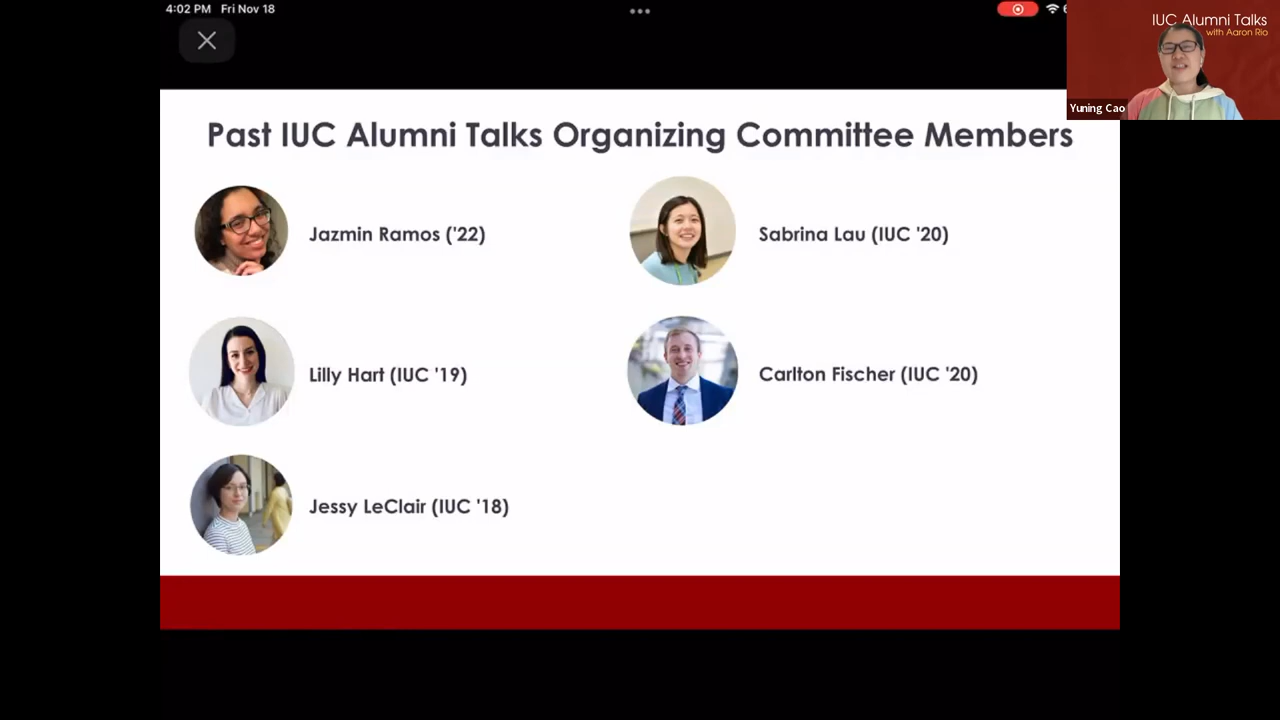 4:02 PM Fri Nov 18
IUC Alumni Talks
with Aaron Rio
Yuning Cao
Past IUC Alumni Talks Organizing Committee Members
Jazmin Ramos ('22)
Sabrina Lau (IUC '20)
Lilly Hart (IUC '19)
Carlton Fischer (IUC '20)
Jessy LeClair (IUC '18)